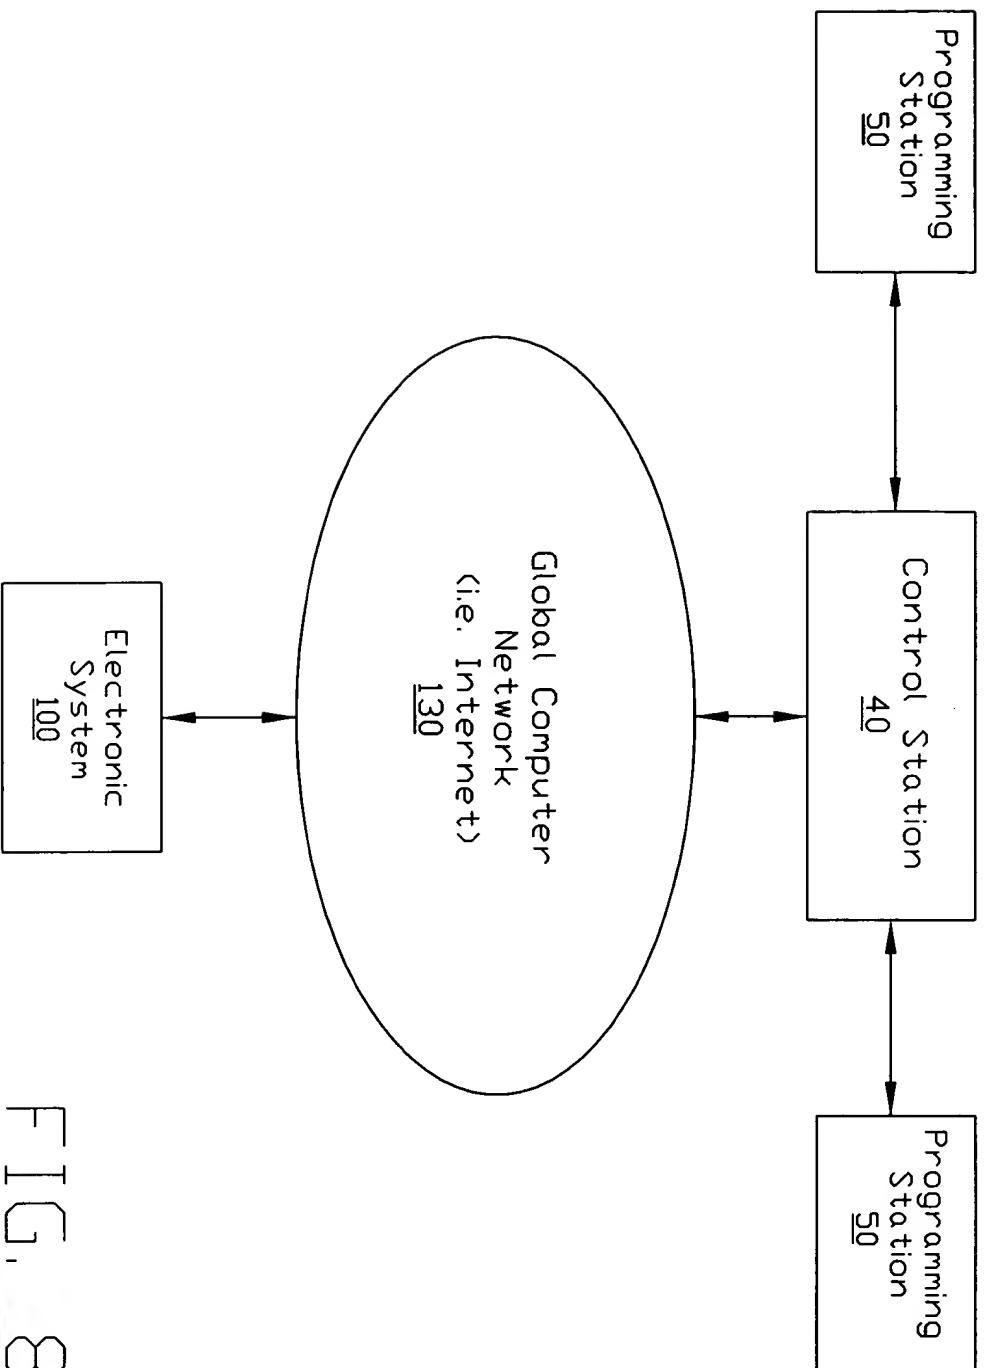 Programming
Station
50
Control Station
40
Programming
Station
50
Global Computer
Network
(i.e. Internet)
130
Electronic
System
100
FIG. 8